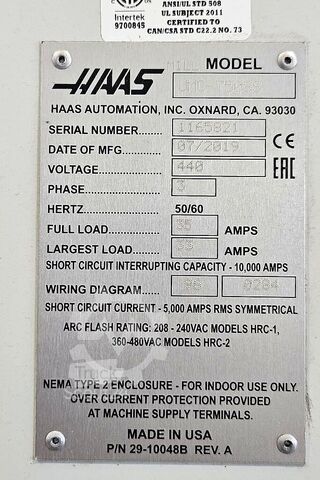 ANSI/UL STD 508
UL SUBJECT 2011
CERTIFIED TO
CAN/CSA STD C22.2 NO. 73
Intertek
9700845
HAAS
MILL MODEL
HAAS AUTOMATION, INC. OXNARD, CA. 93030
SERIAL NUMBER 1165821
DATE OF MFG. 07/2019
VOLTAGE 440
PHASE 3
HERTZ 50/60
FULL LOAD AMPS
LARGEST LOAD AMPS
CE
EAC
SHORT CIRCUIT INTERRUPTING CAPACITY - 10,000 AMPS
WIRING DIAGRAM 96 0284
SHORT CIRCUIT CURRENT - 5,000 AMPS RMS SYMMETRICAL
ARC FLASH RATING: 208 - 240VAC MODELS HRC-1,
360-480VAC MODELS HRC-2
NEMA TYPE 2 ENCLOSURE - FOR INDOOR USE ONLY.
OVER CURRENT PROTECTION PROVIDED
AT MACHINE SUPPLY TERMINALS.
MADE IN USA
P/N 29-10048B REV. A